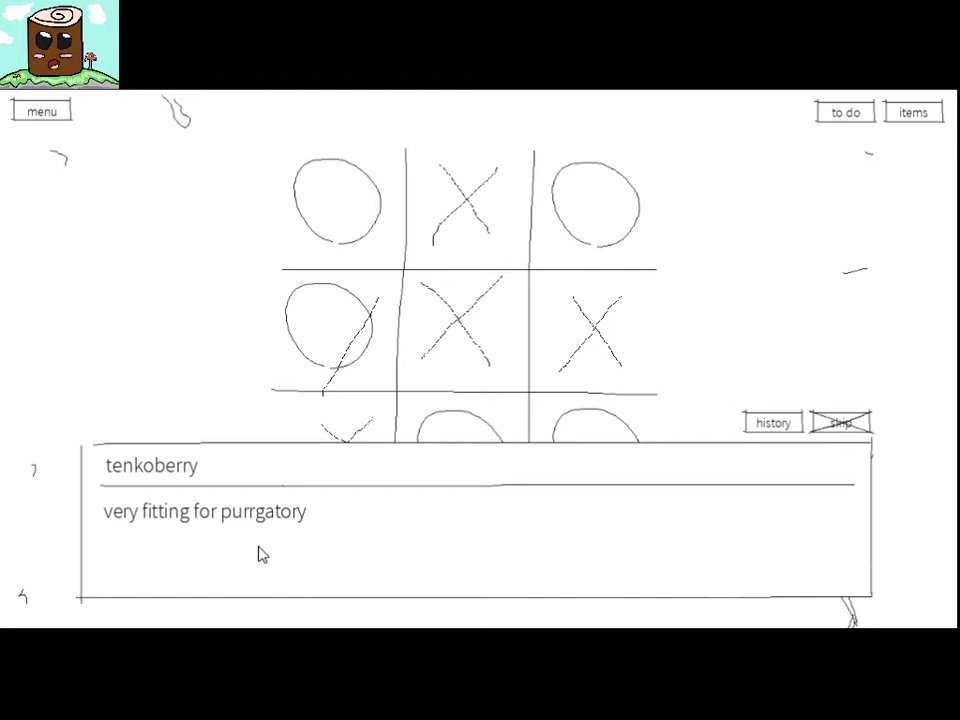 menu
to do
items
history
skip
tenkoberry
very fitting for purrgatory